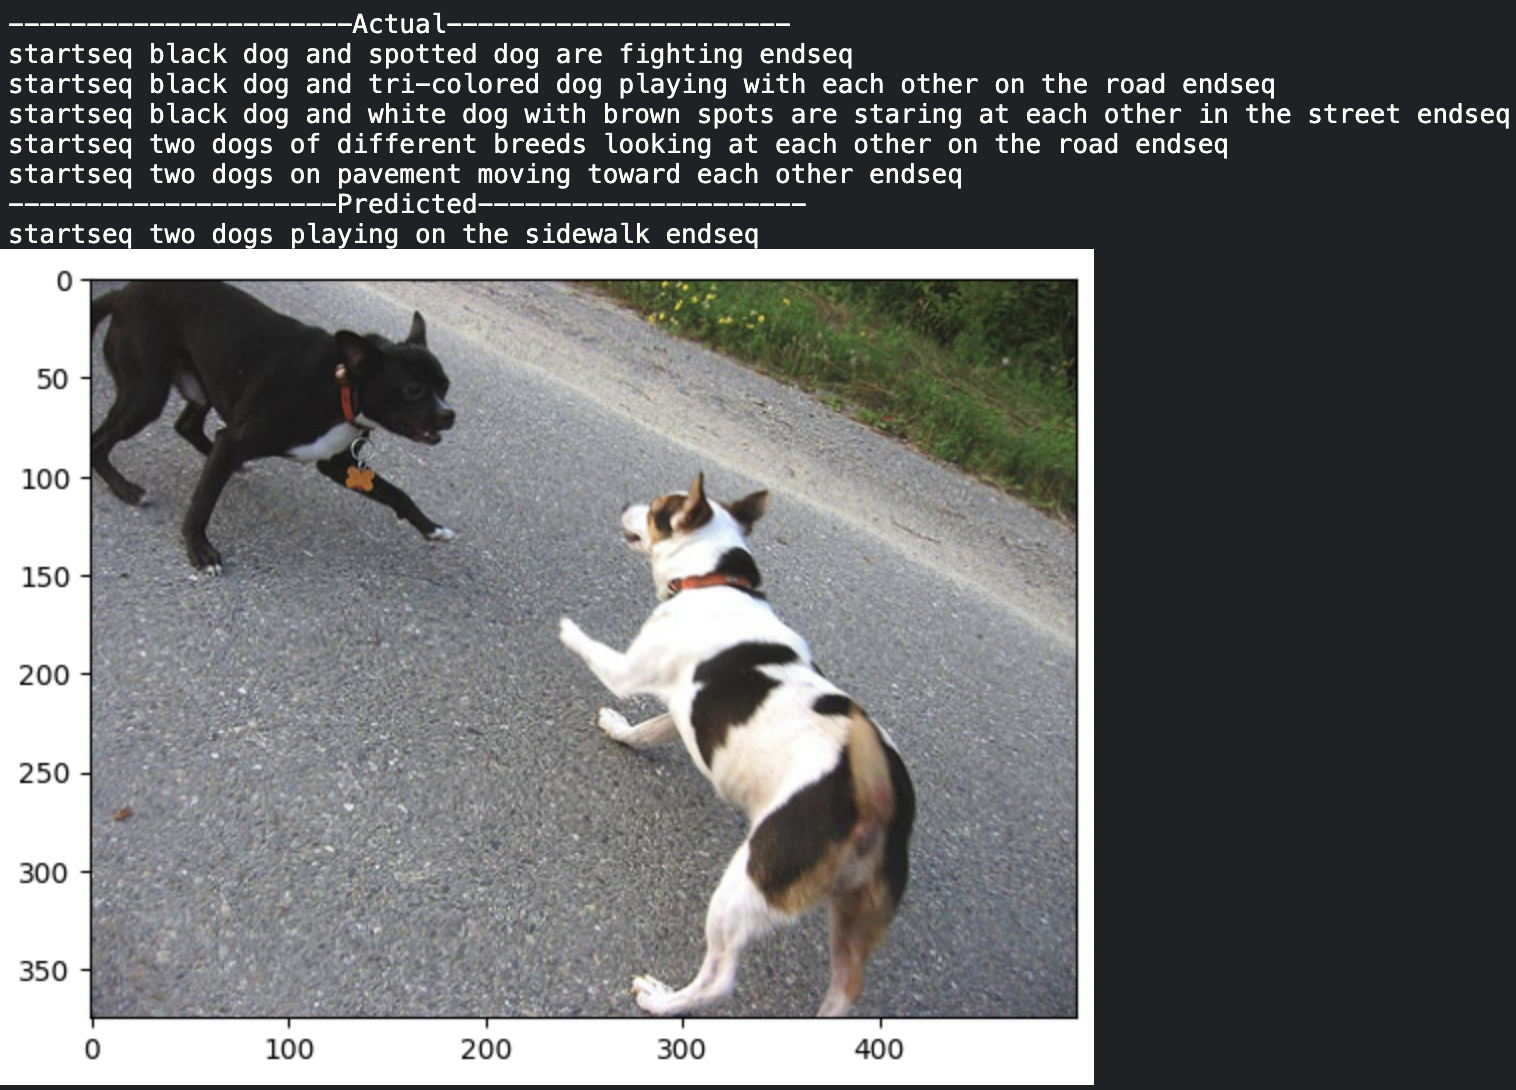 ----------------------Actual----------------------
startseq black dog and spotted dog are fighting endseq
startseq black dog and tri-colored dog playing with each other on the road endseq
startseq black dog and white dog with brown spots are staring at each other in the street endseq
startseq two dogs of different breeds looking at each other on the road endseq
startseq two dogs on pavement moving toward each other endseq
---------------------Predicted---------------------
startseq two dogs playing on the sidewalk endseq
0
50
100
150
200
250
300
350
0 100 200 300 400